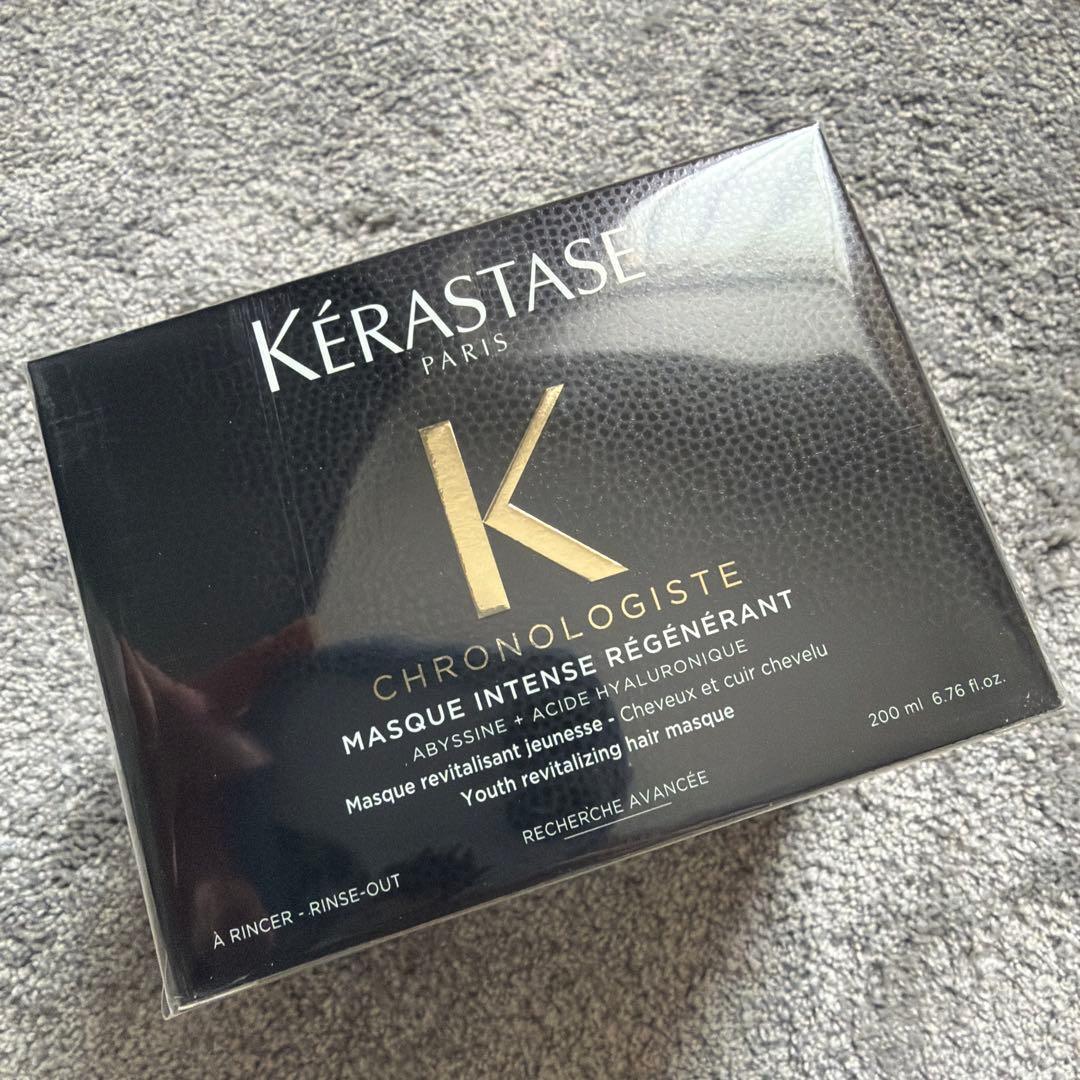 KÉRASTASE
PARIS
K
CHRONOLOGISTE
MASQUE INTENSE RÉGÉNÉRANT
ABYSSINE + ACIDE HYALURONIQUE
Masque revitalisant jeunesse - Cheveux et cuir chevelu
Youth revitalizing hair masque
200 ml 6.76 fl.oz.
RECHERCHE AVANCÉE
À RINCER - RINSE-OUT